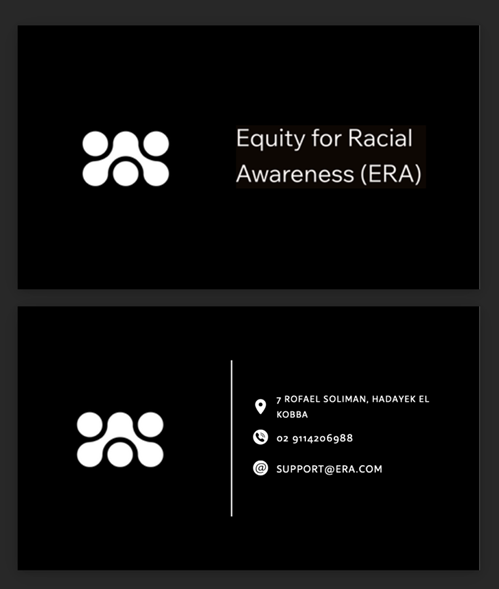 Equity for Racial
Awareness (ERA)
7 ROFAEL SOLIMAN, HADAYEK EL
KOBBA
02 9114206988
SUPPORT@ERA.COM